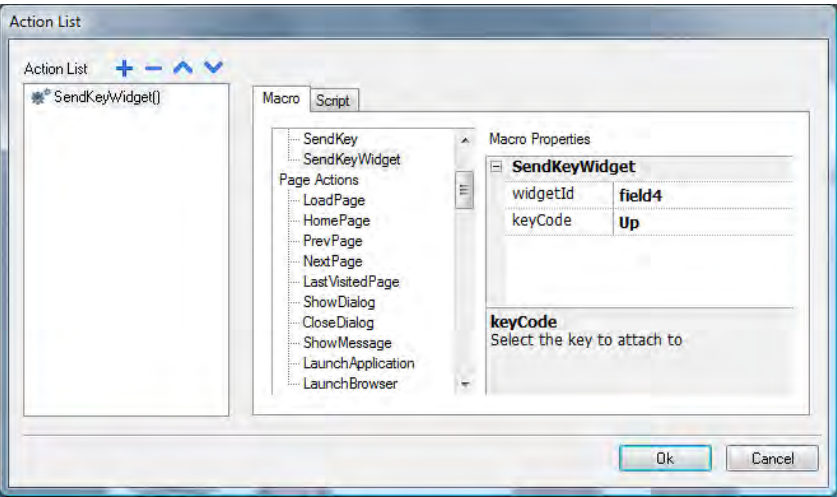 Action List
Action List
SendKeyWidget()
Macro
Script
SendKey
SendKeyWidget
Page Actions
LoadPage
HomePage
PrevPage
NextPage
LastVisitedPage
ShowDialog
CloseDialog
ShowMessage
LaunchApplication
LaunchBrowser
Macro Properties
SendKeyWidget
widgetId field4
keyCode Up
keyCode
Select the key to attach to
Ok
Cancel